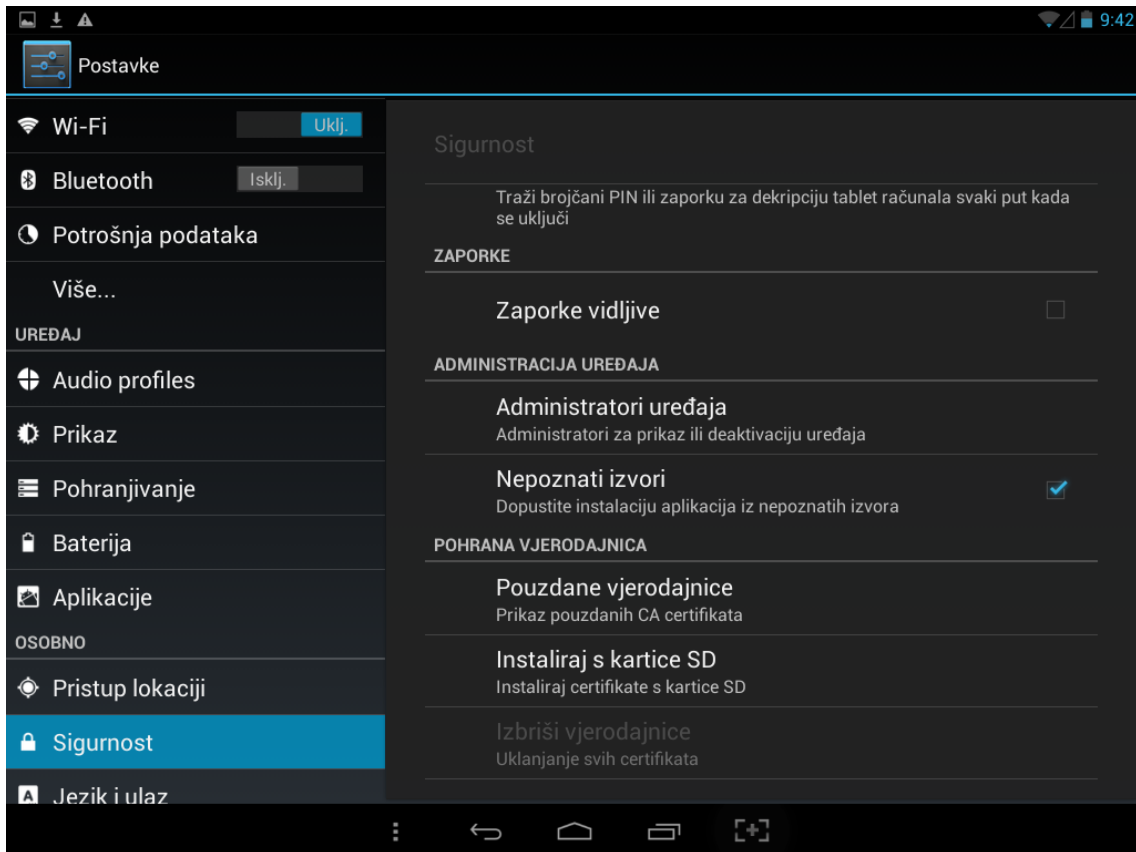 9:42
Postavke
Wi-Fi
Uklj.
Bluetooth
Isklj.
Potrošnja podataka
Više...
UREĐAJ
Audio profiles
Prikaz
Pohranjivanje
Baterija
Aplikacije
OSOBNO
Pristup lokaciji
Sigurnost
Jezik i ulaz
Sigurnost
Traži brojčani PIN ili zaporku za dekripciju tablet računala svaki put kada
se uključi
ZAPORKE
Zaporke vidljive
ADMINISTRACIJA UREĐAJA
Administratori uređaja
Administratori za prikaz ili deaktivaciju uređaja
Nepoznati izvori
Dopustite instalaciju aplikacija iz nepoznatih izvora
POHRANA VJERODAJNICA
Pouzdane vjerodajnice
Prikaz pouzdanih CA certifikata
Instaliraj s kartice SD
Instaliraj certifikate s kartice SD
Izbriši vjerodajnice
Uklanjanje svih certifikata